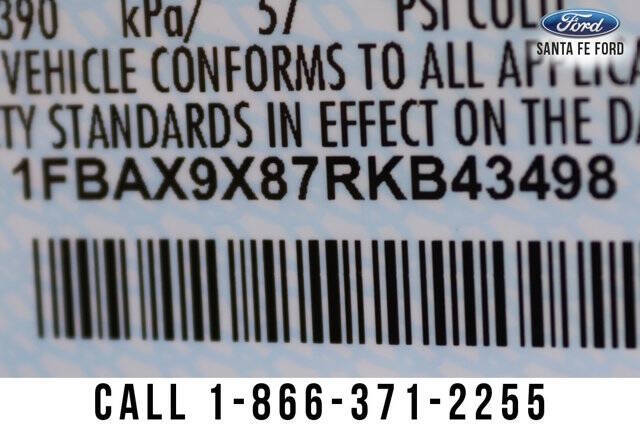 390 kPa/ 57 PSI COLD
VEHICLE CONFORMS TO ALL APPLICA
TY STANDARDS IN EFFECT ON THE DA
1FBAX9X87RKB43498
Ford
SANTA FE FORD
CALL 1-866-371-2255